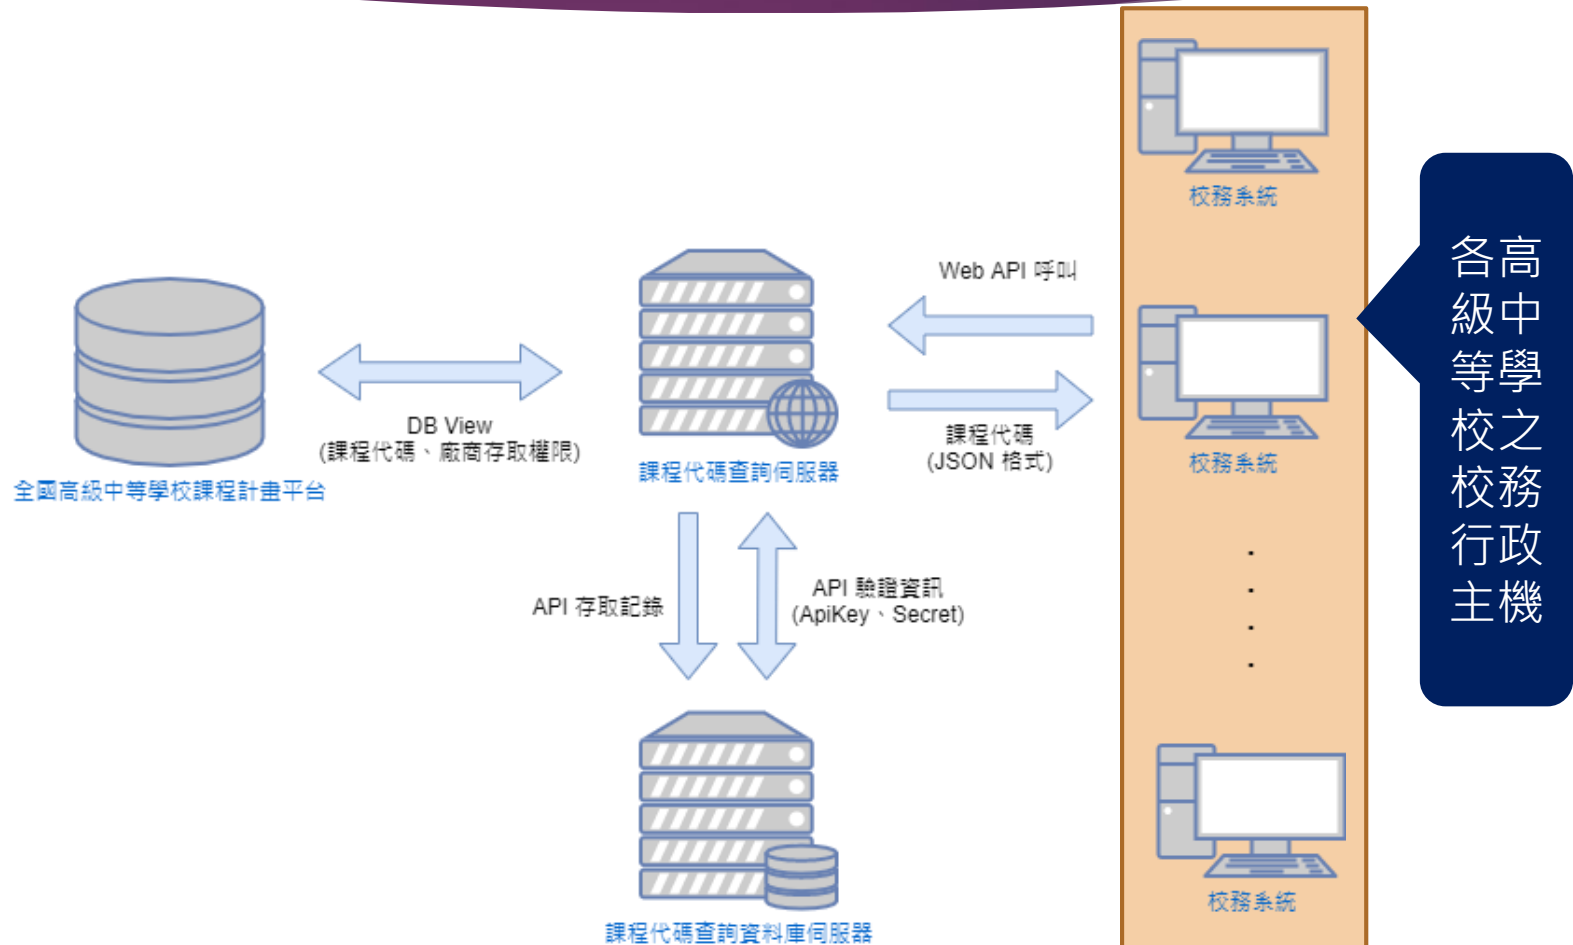 校務系統
Web API 呼叫
DB View
(課程代碼、廠商存取權限)
全國高級中等學校課程計畫平台
課程代碼查詢伺服器
課程代碼
(JSON 格式)
校務系統
API 存取記錄
API 驗證資訊
(ApiKey、Secret)
.
.
.
.
校務系統
課程代碼查詢資料庫伺服器
各高
級中
等學
校之
校務
行政
主機